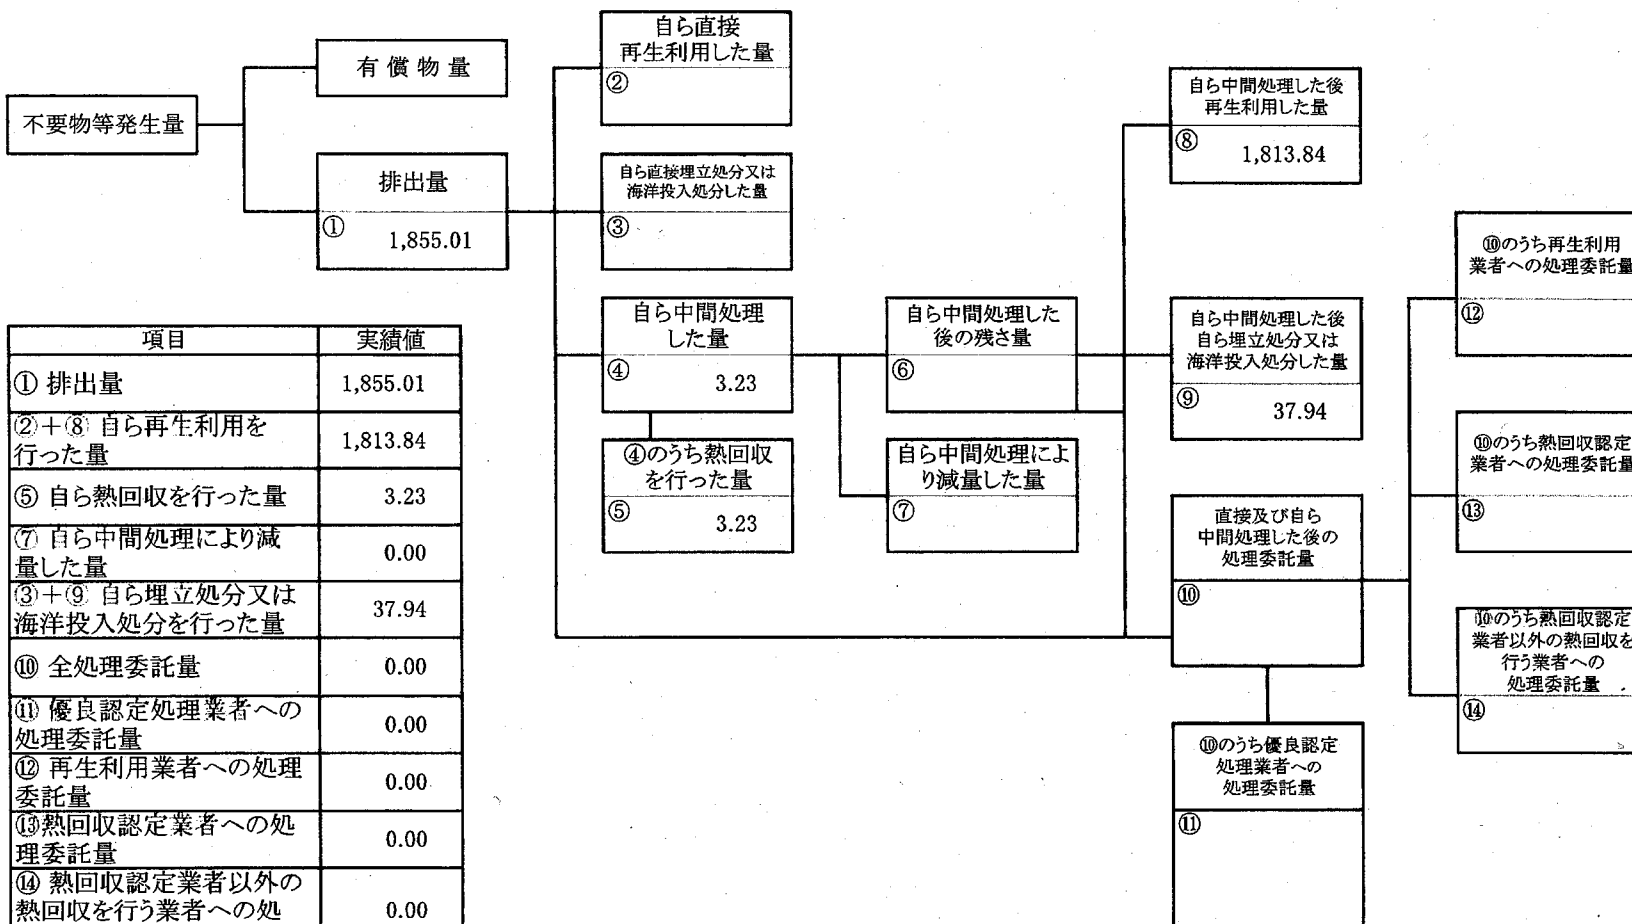 不要物等発生量
有償物量
排出量
① 1,855.01
自ら直接
再生利用した量
②
自ら直接埋立処分又は
海洋投入処分した量
③
自ら中間処理
した量
④ 3.23
④のうち熱回収
を行った量
⑤ 3.23
自ら中間処理した
後の残さ量
⑥
自ら中間処理によ
り減量した量
⑦
自ら中間処理した後
再生利用した量
⑧ 1,813.84
自ら中間処理した後
自ら埋立処分又は
海洋投入処分した量
⑨ 37.94
直接及び自ら
中間処理した後の
処理委託量
⑩
⑩のうち優良認定
処理業者への
処理委託量
⑪
⑩のうち再生利用
業者への処理委託量
⑫
⑩のうち熱回収認定
業者への処理委託量
⑬
⑩のうち熱回収認定
業者以外の熱回収を
行う業者への
処理委託量
⑭
項目 実績値
① 排出量 1,855.01
②+⑧ 自ら再生利用を
行った量 1,813.84
⑤ 自ら熱回収を行った量 3.23
⑦ 自ら中間処理により減
量した量 0.00
③+⑨ 自ら埋立処分又は
海洋投入処分を行った量 37.94
⑩ 全処理委託量 0.00
⑪ 優良認定処理業者への
処理委託量 0.00
⑫ 再生利用業者への処理
委託量 0.00
⑬熱回収認定業者への処
理委託量 0.00
⑭ 熱回収認定業者以外の
熱回収を行う業者への処 0.00